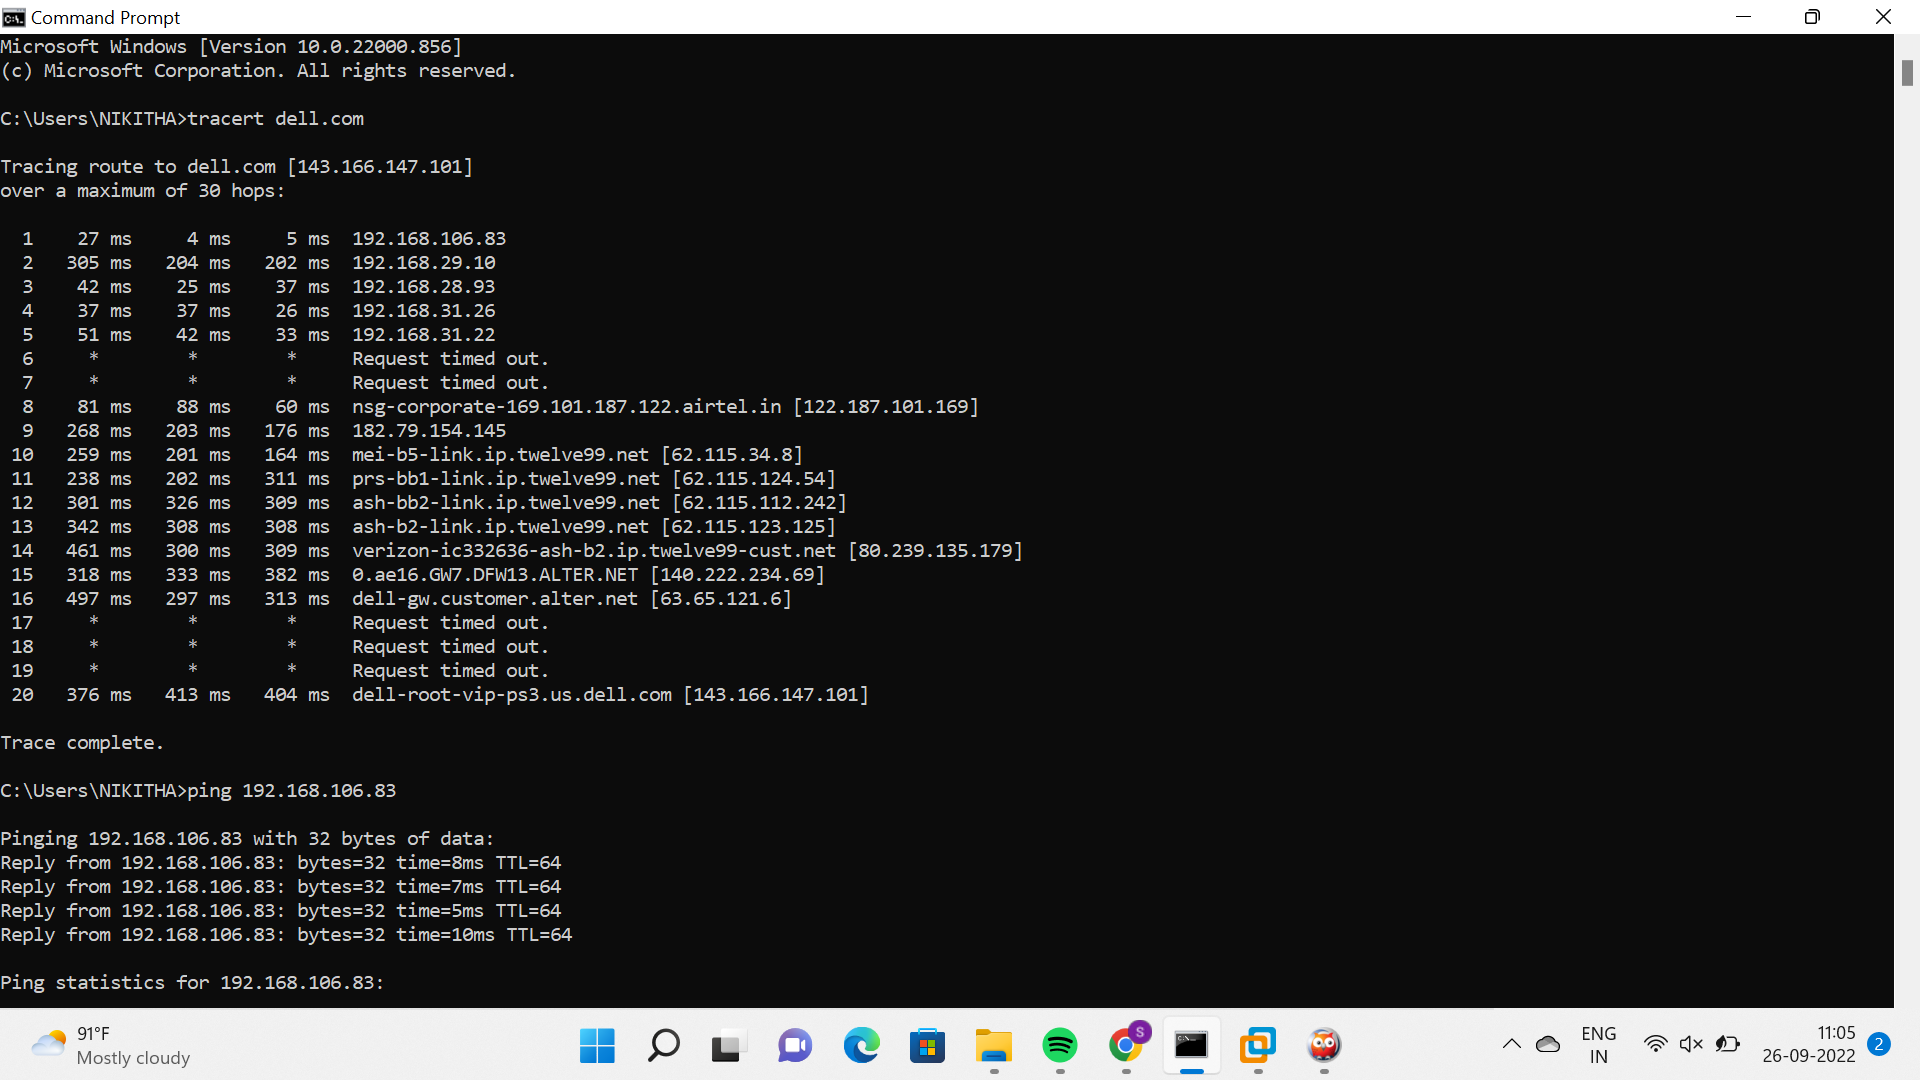 Command Prompt
Microsoft Windows [Version 10.0.22000.856]
(c) Microsoft Corporation. All rights reserved.
C:\Users\NIKITHA>tracert dell.com
Tracing route to dell.com [143.166.147.101]
over a maximum of 30 hops:
1 27 ms 4 ms 5 ms 192.168.106.83
2 305 ms 204 ms 202 ms 192.168.29.10
3 42 ms 25 ms 37 ms 192.168.28.93
4 37 ms 37 ms 26 ms 192.168.31.26
5 51 ms 42 ms 33 ms 192.168.31.22
6 * * * Request timed out.
7 * * * Request timed out.
8 81 ms 88 ms 60 ms nsg-corporate-169.101.187.122.airtel.in [122.187.101.169]
9 268 ms 203 ms 176 ms 182.79.154.145
10 259 ms 201 ms 164 ms mei-b5-link.ip.twelve99.net [62.115.34.8]
11 238 ms 202 ms 311 ms prs-bb1-link.ip.twelve99.net [62.115.124.54]
12 301 ms 326 ms 309 ms ash-bb2-link.ip.twelve99.net [62.115.112.242]
13 342 ms 308 ms 308 ms ash-b2-link.ip.twelve99.net [62.115.123.125]
14 461 ms 300 ms 309 ms verizon-ic332636-ash-b2.ip.twelve99-cust.net [80.239.135.179]
15 318 ms 333 ms 382 ms 0.ae16.GW7.DFW13.ALTER.NET [140.222.234.69]
16 497 ms 297 ms 313 ms dell-gw.customer.alter.net [63.65.121.6]
17 * * * Request timed out.
18 * * * Request timed out.
19 * * * Request timed out.
20 376 ms 413 ms 404 ms dell-root-vip-ps3.us.dell.com [143.166.147.101]
Trace complete.
C:\Users\NIKITHA>ping 192.168.106.83
Pinging 192.168.106.83 with 32 bytes of data:
Reply from 192.168.106.83: bytes=32 time=8ms TTL=64
Reply from 192.168.106.83: bytes=32 time=7ms TTL=64
Reply from 192.168.106.83: bytes=32 time=5ms TTL=64
Reply from 192.168.106.83: bytes=32 time=10ms TTL=64
Ping statistics for 192.168.106.83:
91°F
Mostly cloudy
S
ENG
IN
11:05
26-09-2022
2